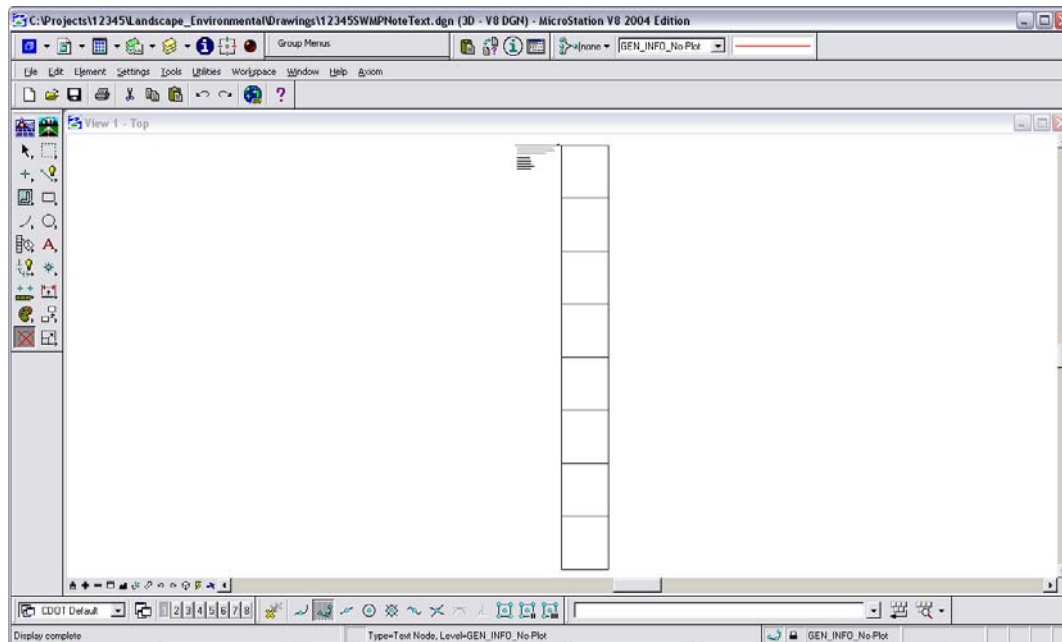 C:\Projects\12345\Landscape_Environmental\Drawings\12345SWMPNoteText.dgn (3D - V8 DGN) - MicroStation V8 2004 Edition
Group Menus
none
GEN_INFO_No Plot
File Edit Element Settings Tools Utilities Workspace Window Help Axiom
View 1 - Top
CDOT Default
1 2 3 4 5 6 7 8
Display complete
Type=Text Node, Level=GEN_INFO_No Plot
GEN_INFO_No Plot